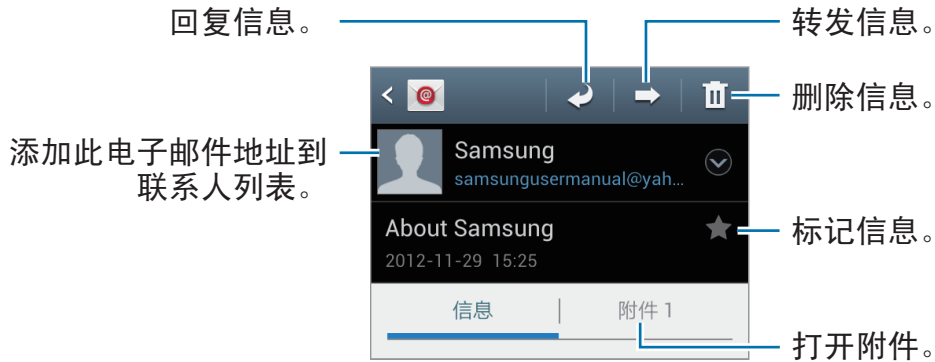 回复信息。
转发信息。
删除信息。
添加此电子邮件地址到
联系人列表。
Samsung
samsungusermanual@yah...
About Samsung
2012-11-29 15:25
标记信息。
信息
附件 1
打开附件。